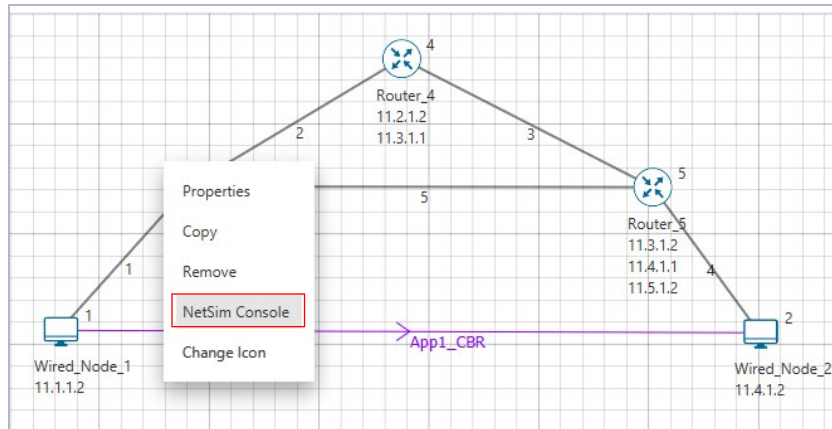 4
Router_4
11.2.1.2
11.3.1.1
2
3
Properties
Copy
Remove
NetSim Console
Change Icon
5
5
Router_5
11.3.1.2
11.4.1.1
11.5.1.2
4
1
1
Wired_Node_1
11.1.1.2
App1_CBR
2
Wired_Node_2
11.4.1.2